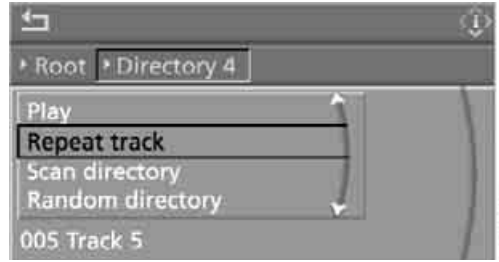 Root Directory 4
Play
Repeat track
Scan directory
Random directory
005 Track 5